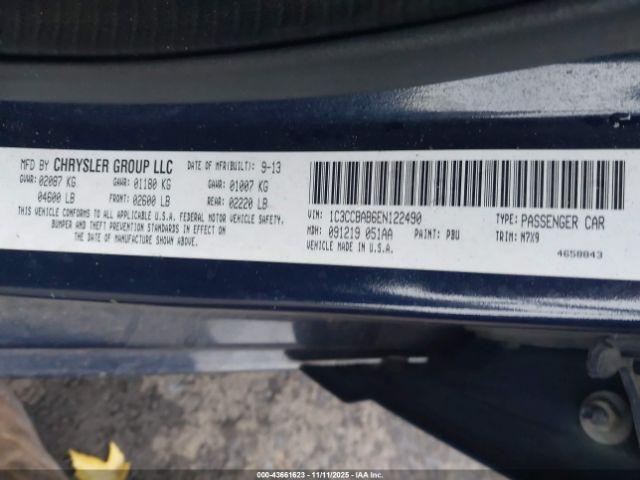 MFD BY CHRYSLER GROUP LLC DATE OF MFR(BUILT): 9-13
GVWR: 02087 KG GAWR: 01180 KG GAWR: 01007 KG
04600 LB FRONT: 02600 LB REAR: 02220 LB
THIS VEHICLE CONFORMS TO ALL APPLICABLE U.S.A. FEDERAL MOTOR VEHICLE SAFETY,
BUMPER AND THEFT PREVENTION STANDARDS IN EFFECT ON
THE DATE OF MANUFACTURE SHOWN ABOVE.
VIN: 1C3CCBAB6EN122490 TYPE: PASSENGER CAR
MDH: 091219 051AA PAINT: PBU TRIM: M7X9
VEHICLE MADE IN U.S.A.
4658043
000-43661623 - 11/11/2025 - IAA Inc.